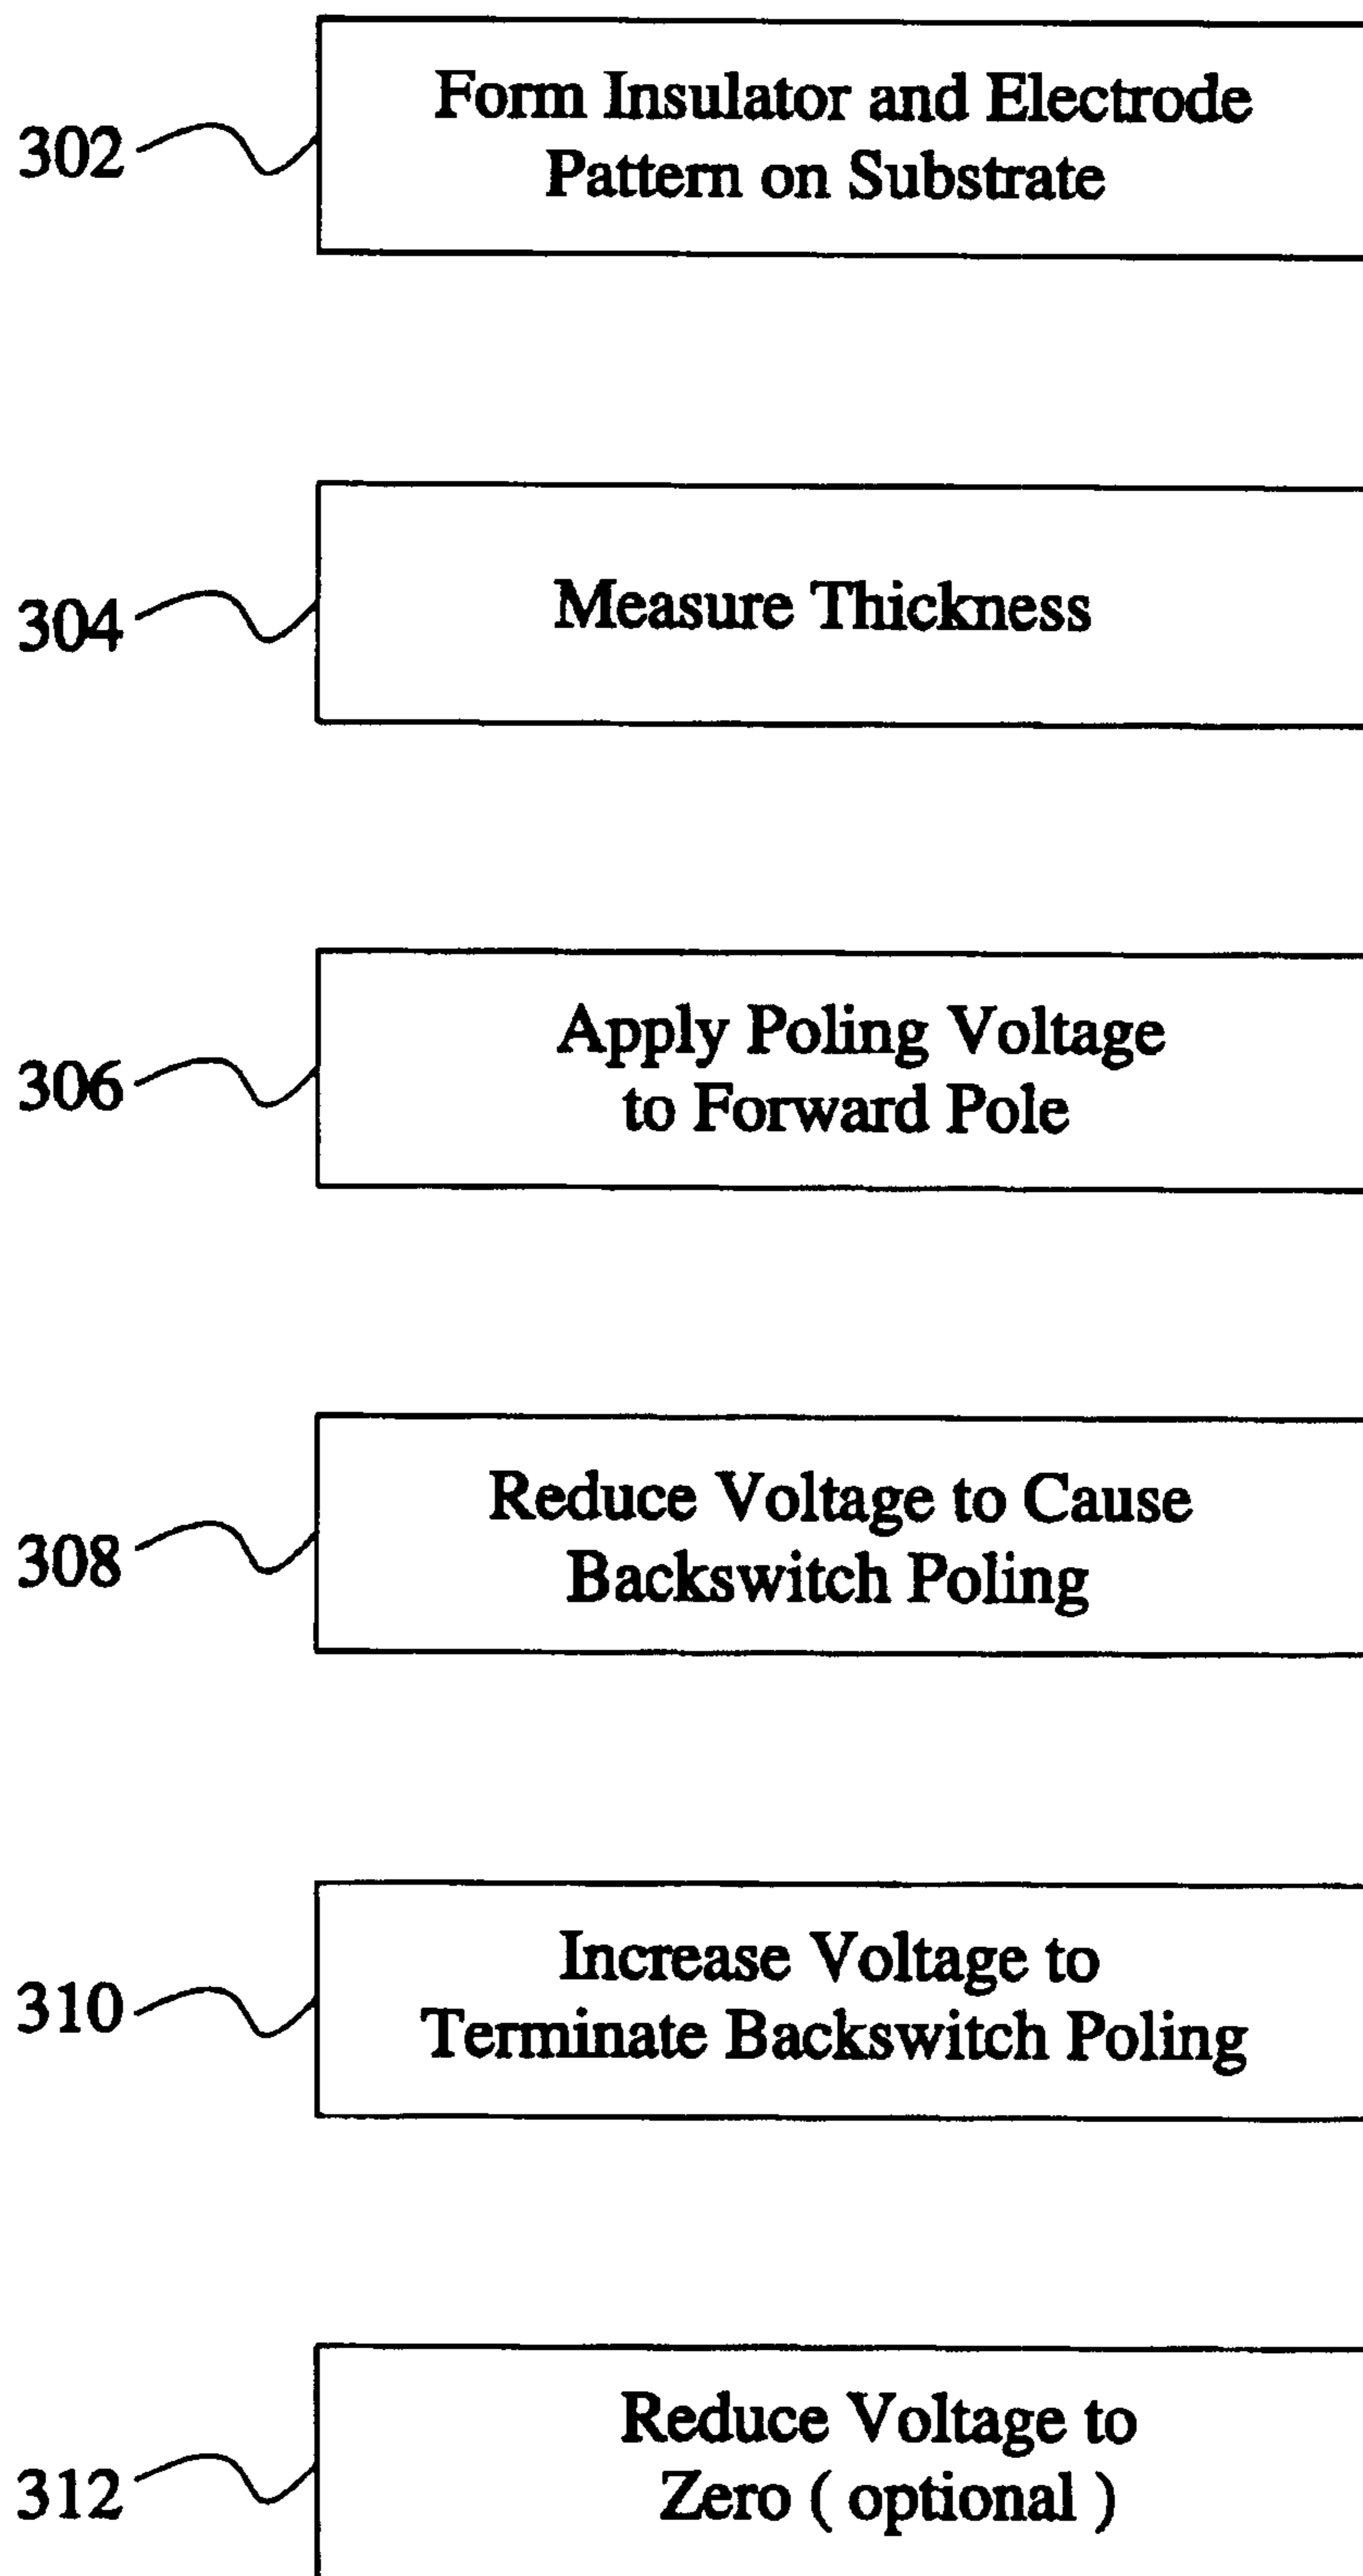 302
Form Insulator and Electrode
Pattern on Substrate
304
Measure Thickness
306
Apply Poling Voltage
to Forward Pole
308
Reduce Voltage to Cause
Backswitch Poling
310
Increase Voltage to
Terminate Backswitch Poling
312
Reduce Voltage to
Zero ( optional )